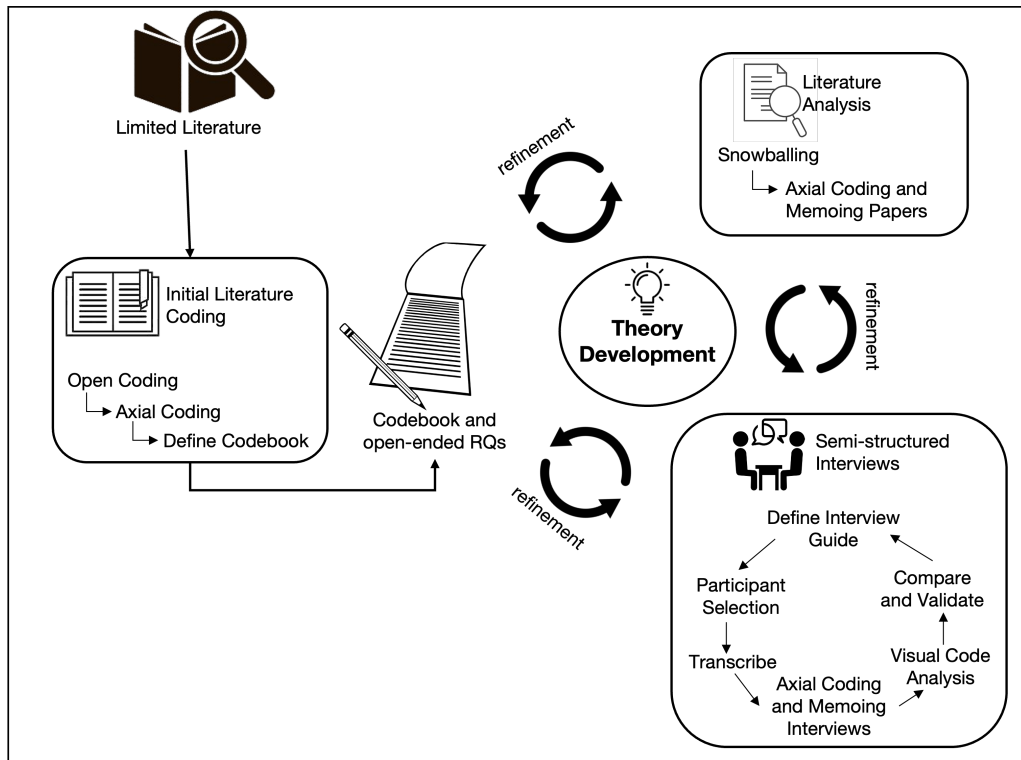 Limited Literature
Initial Literature
Coding
Open Coding
Axial Coding
Define Codebook
Codebook and
open-ended RQs
refinement
Literature
Analysis
Snowballing
Axial Coding and
Memoing Papers
Theory
Development
refinement
refinement
Semi-structured
Interviews
Define Interview
Guide
Participant
Selection
Transcribe
Axial Coding
and Memoing
Interviews
Visual Code
Analysis
Compare
and Validate